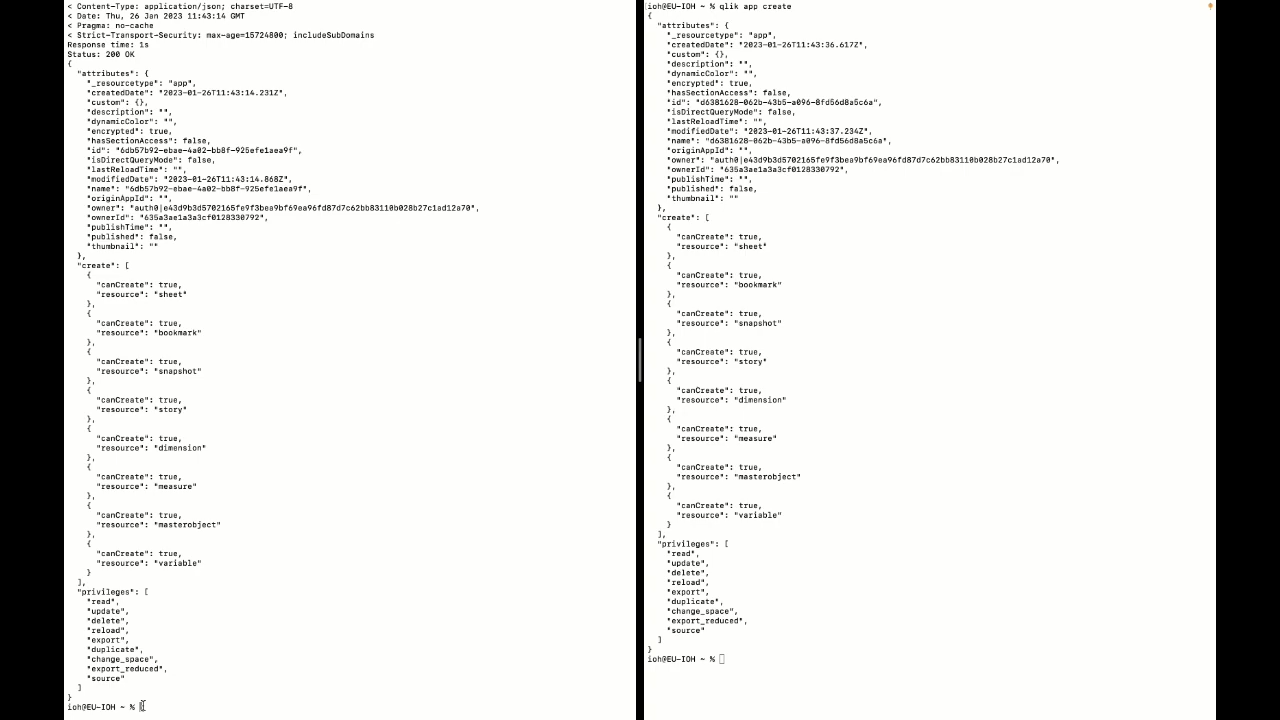 < Content-Type: application/json; charset=UTF-8
< Date: Thu, 26 Jan 2023 11:43:14 GMT
< Pragma: no-cache
< Strict-Transport-Security: max-age=15724800; includeSubDomains
Response time: 1s
Status: 200 OK
{
  "attributes": {
    "_resourcetype": "app",
    "createdDate": "2023-01-26T11:43:14.231Z",
    "custom": {},
    "description": "",
    "dynamicColor": "",
    "encrypted": true,
    "hasSectionAccess": false,
    "id": "6db57b92-ebae-4a02-bb8f-925efe1aea9f",
    "isDirectQueryMode": false,
    "lastReloadTime": "",
    "modifiedDate": "2023-01-26T11:43:14.868Z",
    "name": "6db57b92-ebae-4a02-bb8f-925efe1aea9f",
    "originAppId": "",
    "owner": "auth0|e43d9b3d5702165fe9f3bea9bf69ea96fd87d7c62bb83110b028b27c1ad12a70",
    "ownerId": "635a3ae1a3a3cf0128330792",
    "publishTime": "",
    "published": false,
    "thumbnail": ""
  },
  "create": [
    {
      "canCreate": true,
      "resource": "sheet"
    },
    {
      "canCreate": true,
      "resource": "bookmark"
    },
    {
      "canCreate": true,
      "resource": "snapshot"
    },
    {
      "canCreate": true,
      "resource": "story"
    },
    {
      "canCreate": true,
      "resource": "dimension"
    },
    {
      "canCreate": true,
      "resource": "measure"
    },
    {
      "canCreate": true,
      "resource": "masterobject"
    },
    {
      "canCreate": true,
      "resource": "variable"
    }
  ],
  "privileges": [
    "read",
    "update",
    "delete",
    "reload",
    "export",
    "duplicate",
    "change_space",
    "export_reduced",
    "source"
  ]
}
ioh@EU-IOH ~ %
ioh@EU-IOH ~ % qlik app create
{
  "attributes": {
    "_resourcetype": "app",
    "createdDate": "2023-01-26T11:43:36.617Z",
    "custom": {},
    "description": "",
    "dynamicColor": "",
    "encrypted": true,
    "hasSectionAccess": false,
    "id": "d6381628-062b-43b5-a096-8fd56d8a5c6a",
    "isDirectQueryMode": false,
    "lastReloadTime": "",
    "modifiedDate": "2023-01-26T11:43:37.234Z",
    "name": "d6381628-062b-43b5-a096-8fd56d8a5c6a",
    "originAppId": "",
    "owner": "auth0|e43d9b3d5702165fe9f3bea9bf69ea96fd87d7c62bb83110b028b27c1ad12a70",
    "ownerId": "635a3ae1a3a3cf0128330792",
    "publishTime": "",
    "published": false,
    "thumbnail": ""
  },
  "create": [
    {
      "canCreate": true,
      "resource": "sheet"
    },
    {
      "canCreate": true,
      "resource": "bookmark"
    },
    {
      "canCreate": true,
      "resource": "snapshot"
    },
    {
      "canCreate": true,
      "resource": "story"
    },
    {
      "canCreate": true,
      "resource": "dimension"
    },
    {
      "canCreate": true,
      "resource": "measure"
    },
    {
      "canCreate": true,
      "resource": "masterobject"
    },
    {
      "canCreate": true,
      "resource": "variable"
    }
  ],
  "privileges": [
    "read",
    "update",
    "delete",
    "reload",
    "export",
    "duplicate",
    "change_space",
    "export_reduced",
    "source"
  ]
}
ioh@EU-IOH ~ %